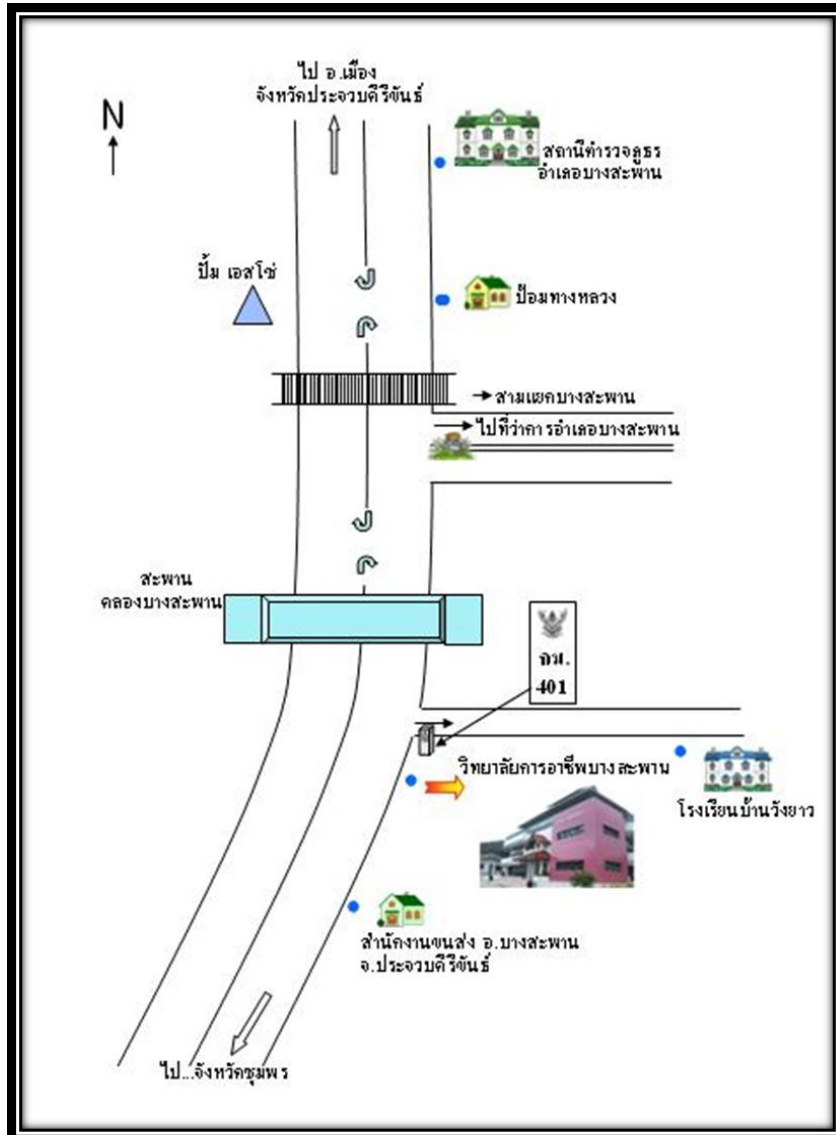 ไป อ.เมือง
จังหวัดประจวบคีรีขันธ์
N
สถานีตำรวจภูธร
อำเภอบางสะพาน
ปั้ม เอสโซ่
ป้อมทางหลวง
สามแยกบางสะพาน
ไปที่ว่าการอำเภอบางสะพาน
สะพาน
คลองบางสะพาน
กม.
401
วิทยาลัยการอาชีพบางสะพาน
โรงเรียนบ้านวังยาว
สำนักงานขนส่ง อ.บางสะพาน
จ.ประจวบคีรีขันธ์
ไป...จังหวัดชุมพร